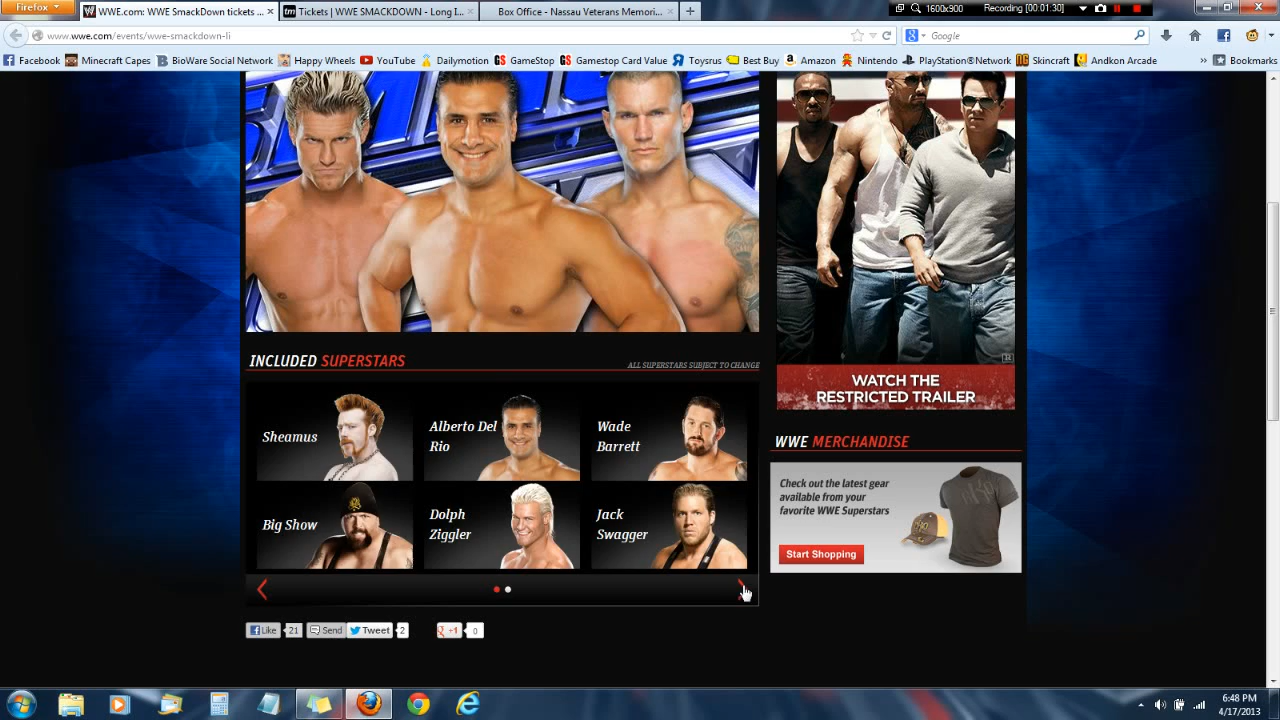 Firefox
WWE.com: WWE SmackDown tickets ...
Tickets | WWE SMACKDOWN - Long I...
Box Office - Nassau Veterans Memori...
1600x900
Recording [00:01:30]
www.wwe.com/events/wwe-smackdown-li
Google
Facebook
Minecraft Capes
BioWare Social Network
Happy Wheels
YouTube
Dailymotion
GameStop
Gamestop Card Value
Toysrus
Best Buy
Amazon
Nintendo
PlayStation®Network
Skincraft
Andkon Arcade
Bookmarks
WATCH THE
RESTRICTED TRAILER
INCLUDED SUPERSTARS
ALL SUPERSTARS SUBJECT TO CHANGE
Sheamus
Alberto Del
Rio
Wade
Barrett
Big Show
Dolph
Ziggler
Jack
Swagger
WWE MERCHANDISE
Check out the latest gear
available from your
favorite WWE Superstars
Start Shopping
Like
21
Send
Tweet
2
+1
0
6:48 PM
4/17/2013